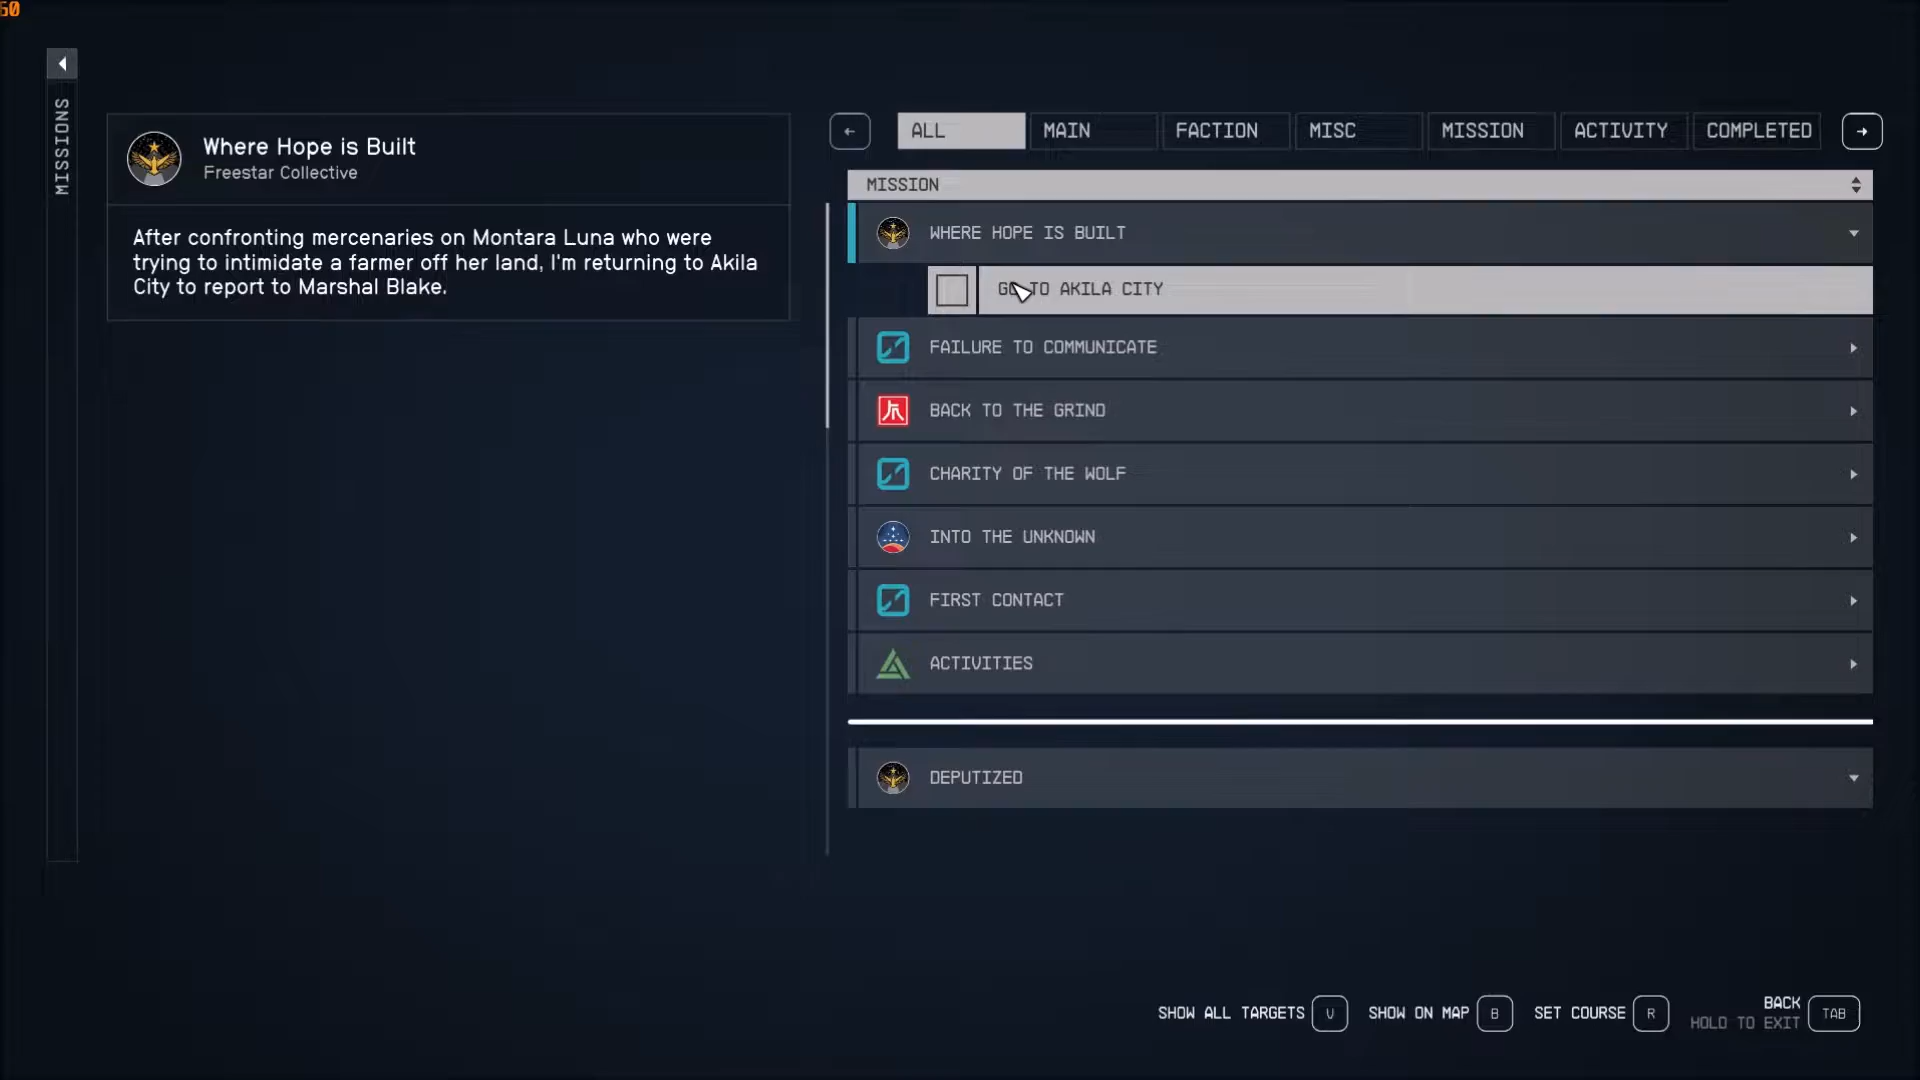 60
MISSIONS
Where Hope is Built
Freestar Collective
After confronting mercenaries on Montara Luna who were
trying to intimidate a farmer off her land, I'm returning to Akila
City to report to Marshal Blake.
ALL MAIN FACTION MISC MISSION ACTIVITY COMPLETED
MISSION
WHERE HOPE IS BUILT
GO TO AKILA CITY
FAILURE TO COMMUNICATE
BACK TO THE GRIND
CHARITY OF THE WOLF
INTO THE UNKNOWN
FIRST CONTACT
ACTIVITIES
DEPUTIZED
SHOW ALL TARGETS V SHOW ON MAP B SET COURSE R BACK TAB
HOLD TO EXIT